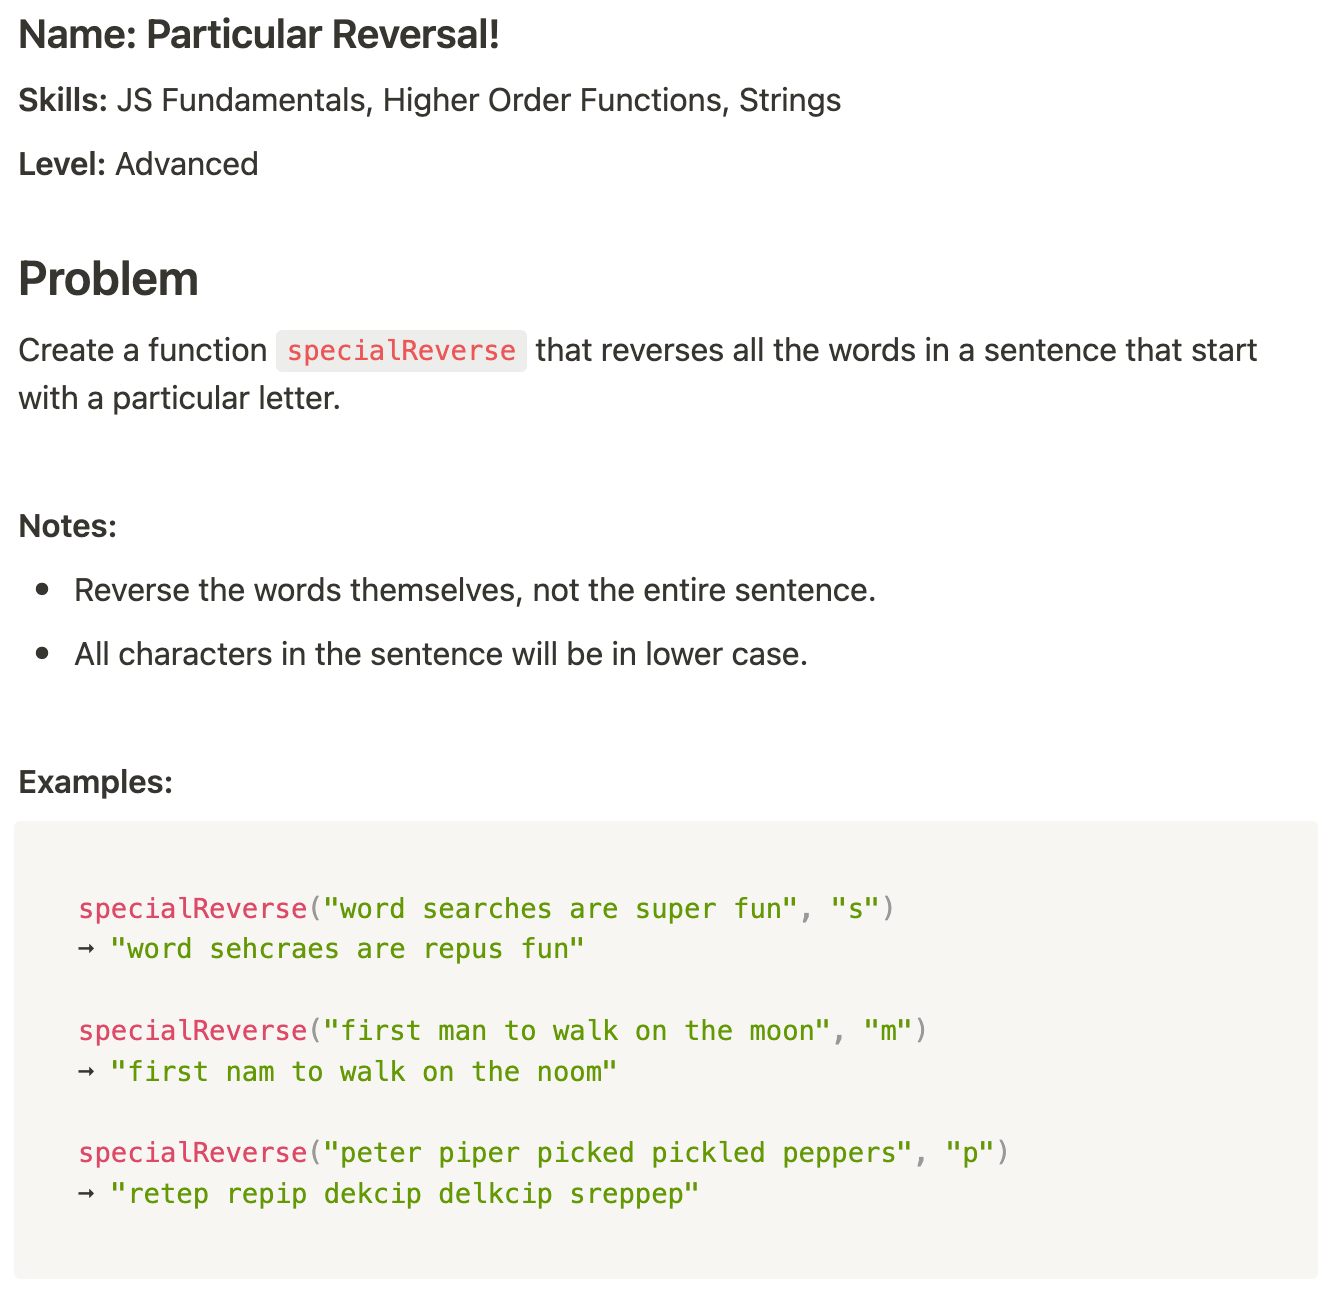 Name: Particular Reversal!
Skills: JS Fundamentals, Higher Order Functions, Strings
Level: Advanced
Problem
Create a function specialReverse that reverses all the words in a sentence that start
with a particular letter.
Notes:
• Reverse the words themselves, not the entire sentence.
• All characters in the sentence will be in lower case.
Examples:
specialReverse("word searches are super fun", "s")
→ "word sehcraes are repus fun"
specialReverse("first man to walk on the moon", "m")
→ "first nam to walk on the noom"
specialReverse("peter piper picked pickled peppers", "p")
→ "retep repip dekcip delkcip sreppep"